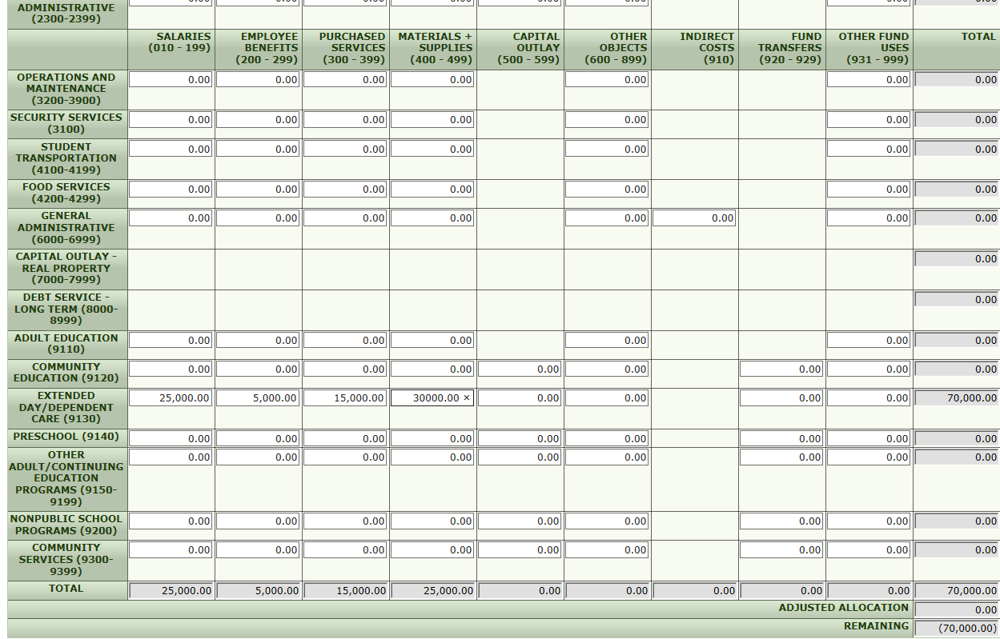 ADMINISTRATIVE 0.00 0.00 0.00 0.00 0.00 0.00 0.00 0.00
(2300-2399)
SALARIES EMPLOYEE PURCHASED MATERIALS + CAPITAL OTHER INDIRECT FUND OTHER FUND TOTAL
(010 - 199) BENEFITS SERVICES SUPPLIES OUTLAY OBJECTS COSTS TRANSFERS USES
(200 - 299) (300 - 399) (400 - 499) (500 - 599) (600 - 899) (910) (920 - 929) (931 - 999)
OPERATIONS AND 0.00 0.00 0.00 0.00 0.00 0.00 0.00
MAINTENANCE
(3200-3900)
SECURITY SERVICES 0.00 0.00 0.00 0.00 0.00 0.00 0.00
(3100)
STUDENT 0.00 0.00 0.00 0.00 0.00 0.00 0.00
TRANSPORTATION
(4100-4199)
FOOD SERVICES 0.00 0.00 0.00 0.00 0.00 0.00 0.00
(4200-4299)
GENERAL 0.00 0.00 0.00 0.00 0.00 0.00 0.00 0.00
ADMINISTRATIVE
(6000-6999)
CAPITAL OUTLAY - 0.00
REAL PROPERTY
(7000-7999)
DEBT SERVICE - 0.00
LONG TERM (8000-
8999)
ADULT EDUCATION 0.00 0.00 0.00 0.00 0.00 0.00 0.00
(9110)
COMMUNITY 0.00 0.00 0.00 0.00 0.00 0.00 0.00 0.00 0.00
EDUCATION (9120)
EXTENDED 25,000.00 5,000.00 15,000.00 30000.00 × 0.00 0.00 0.00 0.00 70,000.00
DAY/DEPENDENT
CARE (9130)
PRESCHOOL (9140) 0.00 0.00 0.00 0.00 0.00 0.00 0.00 0.00 0.00
OTHER 0.00 0.00 0.00 0.00 0.00 0.00 0.00 0.00 0.00
ADULT/CONTINUING
EDUCATION
PROGRAMS (9150-
9199)
NONPUBLIC SCHOOL 0.00 0.00 0.00 0.00 0.00 0.00 0.00 0.00 0.00
PROGRAMS (9200)
COMMUNITY 0.00 0.00 0.00 0.00 0.00 0.00 0.00 0.00 0.00
SERVICES (9300-
9399)
TOTAL 25,000.00 5,000.00 15,000.00 25,000.00 0.00 0.00 0.00 0.00 0.00 70,000.00
ADJUSTED ALLOCATION 0.00
REMAINING (70,000.00)